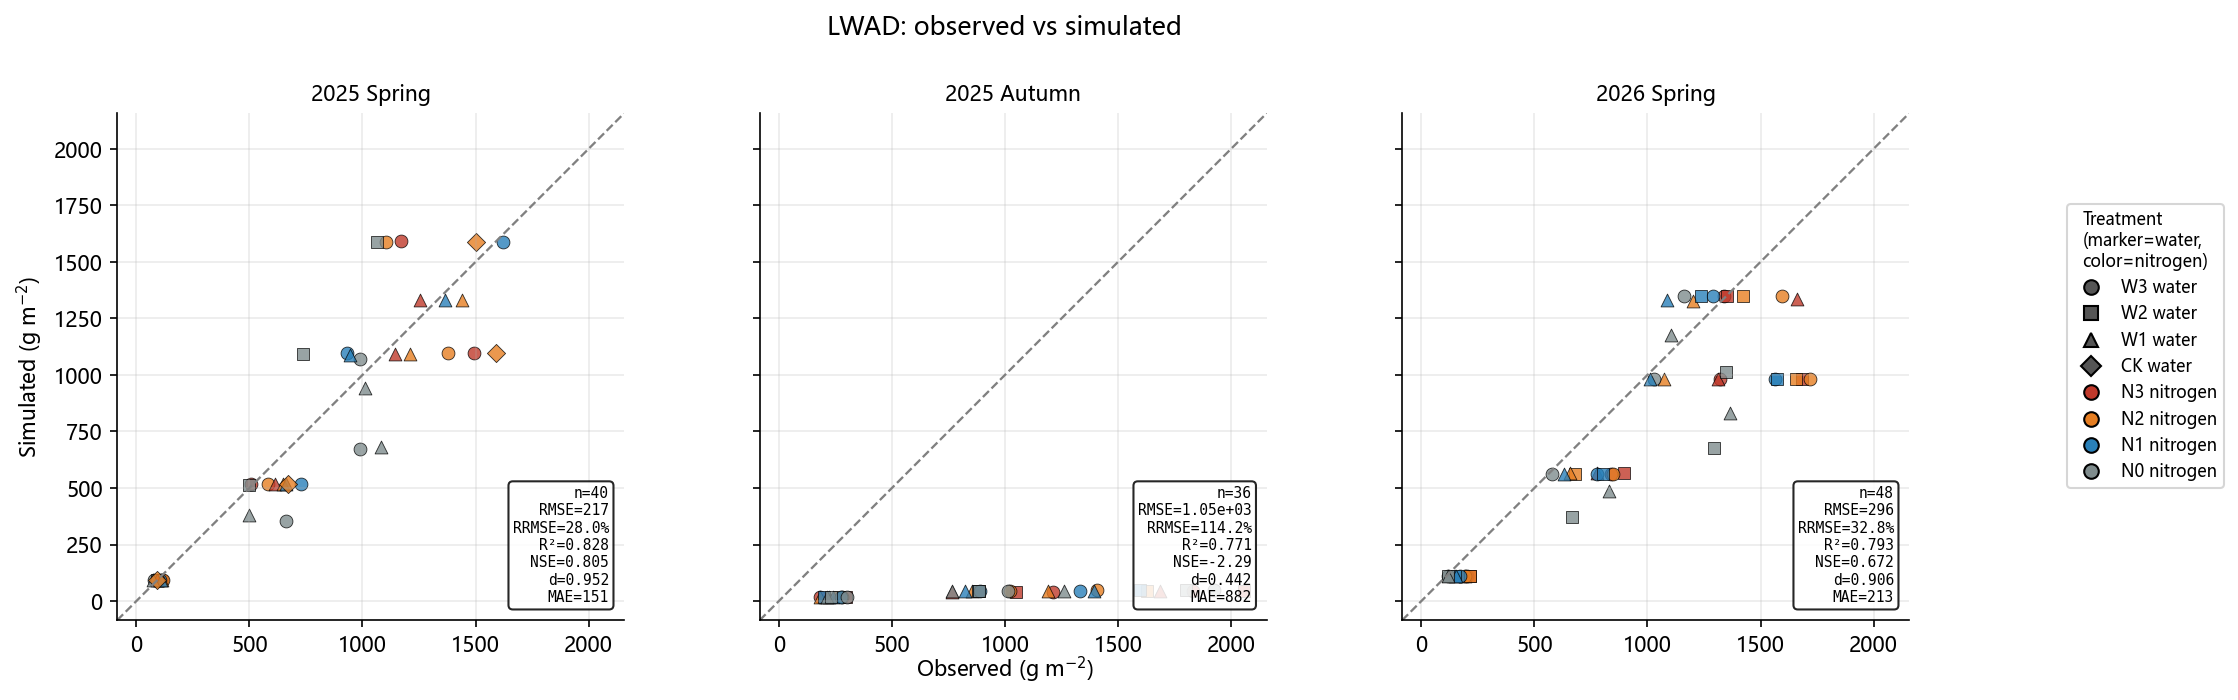 LWAD: observed vs simulated
2025 Spring
2025 Autumn
2026 Spring
Simulated (g m⁻²)
2000
1750
1500
1250
1000
750
500
250
0
0 500 1000 1500 2000
n=40
RMSE=217
RRMSE=28.0%
R²=0.828
NSE=0.805
d=0.952
MAE=151
0 500 1000 1500 2000
n=36
RMSE=1.05e+03
RRMSE=114.2%
R²=0.771
NSE=-2.29
d=0.442
MAE=882
0 500 1000 1500 2000
n=48
RMSE=296
RRMSE=32.8%
R²=0.793
NSE=0.672
d=0.906
MAE=213
Observed (g m⁻²)
Treatment
(marker=water,
color=nitrogen)
W3 water
W2 water
W1 water
CK water
N3 nitrogen
N2 nitrogen
N1 nitrogen
N0 nitrogen